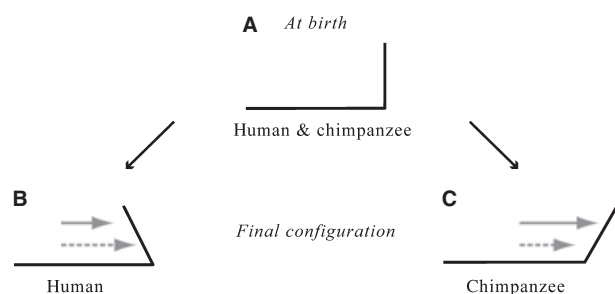 A At birth
Human & chimpanzee
B
C
Final configuration
Human
Chimpanzee